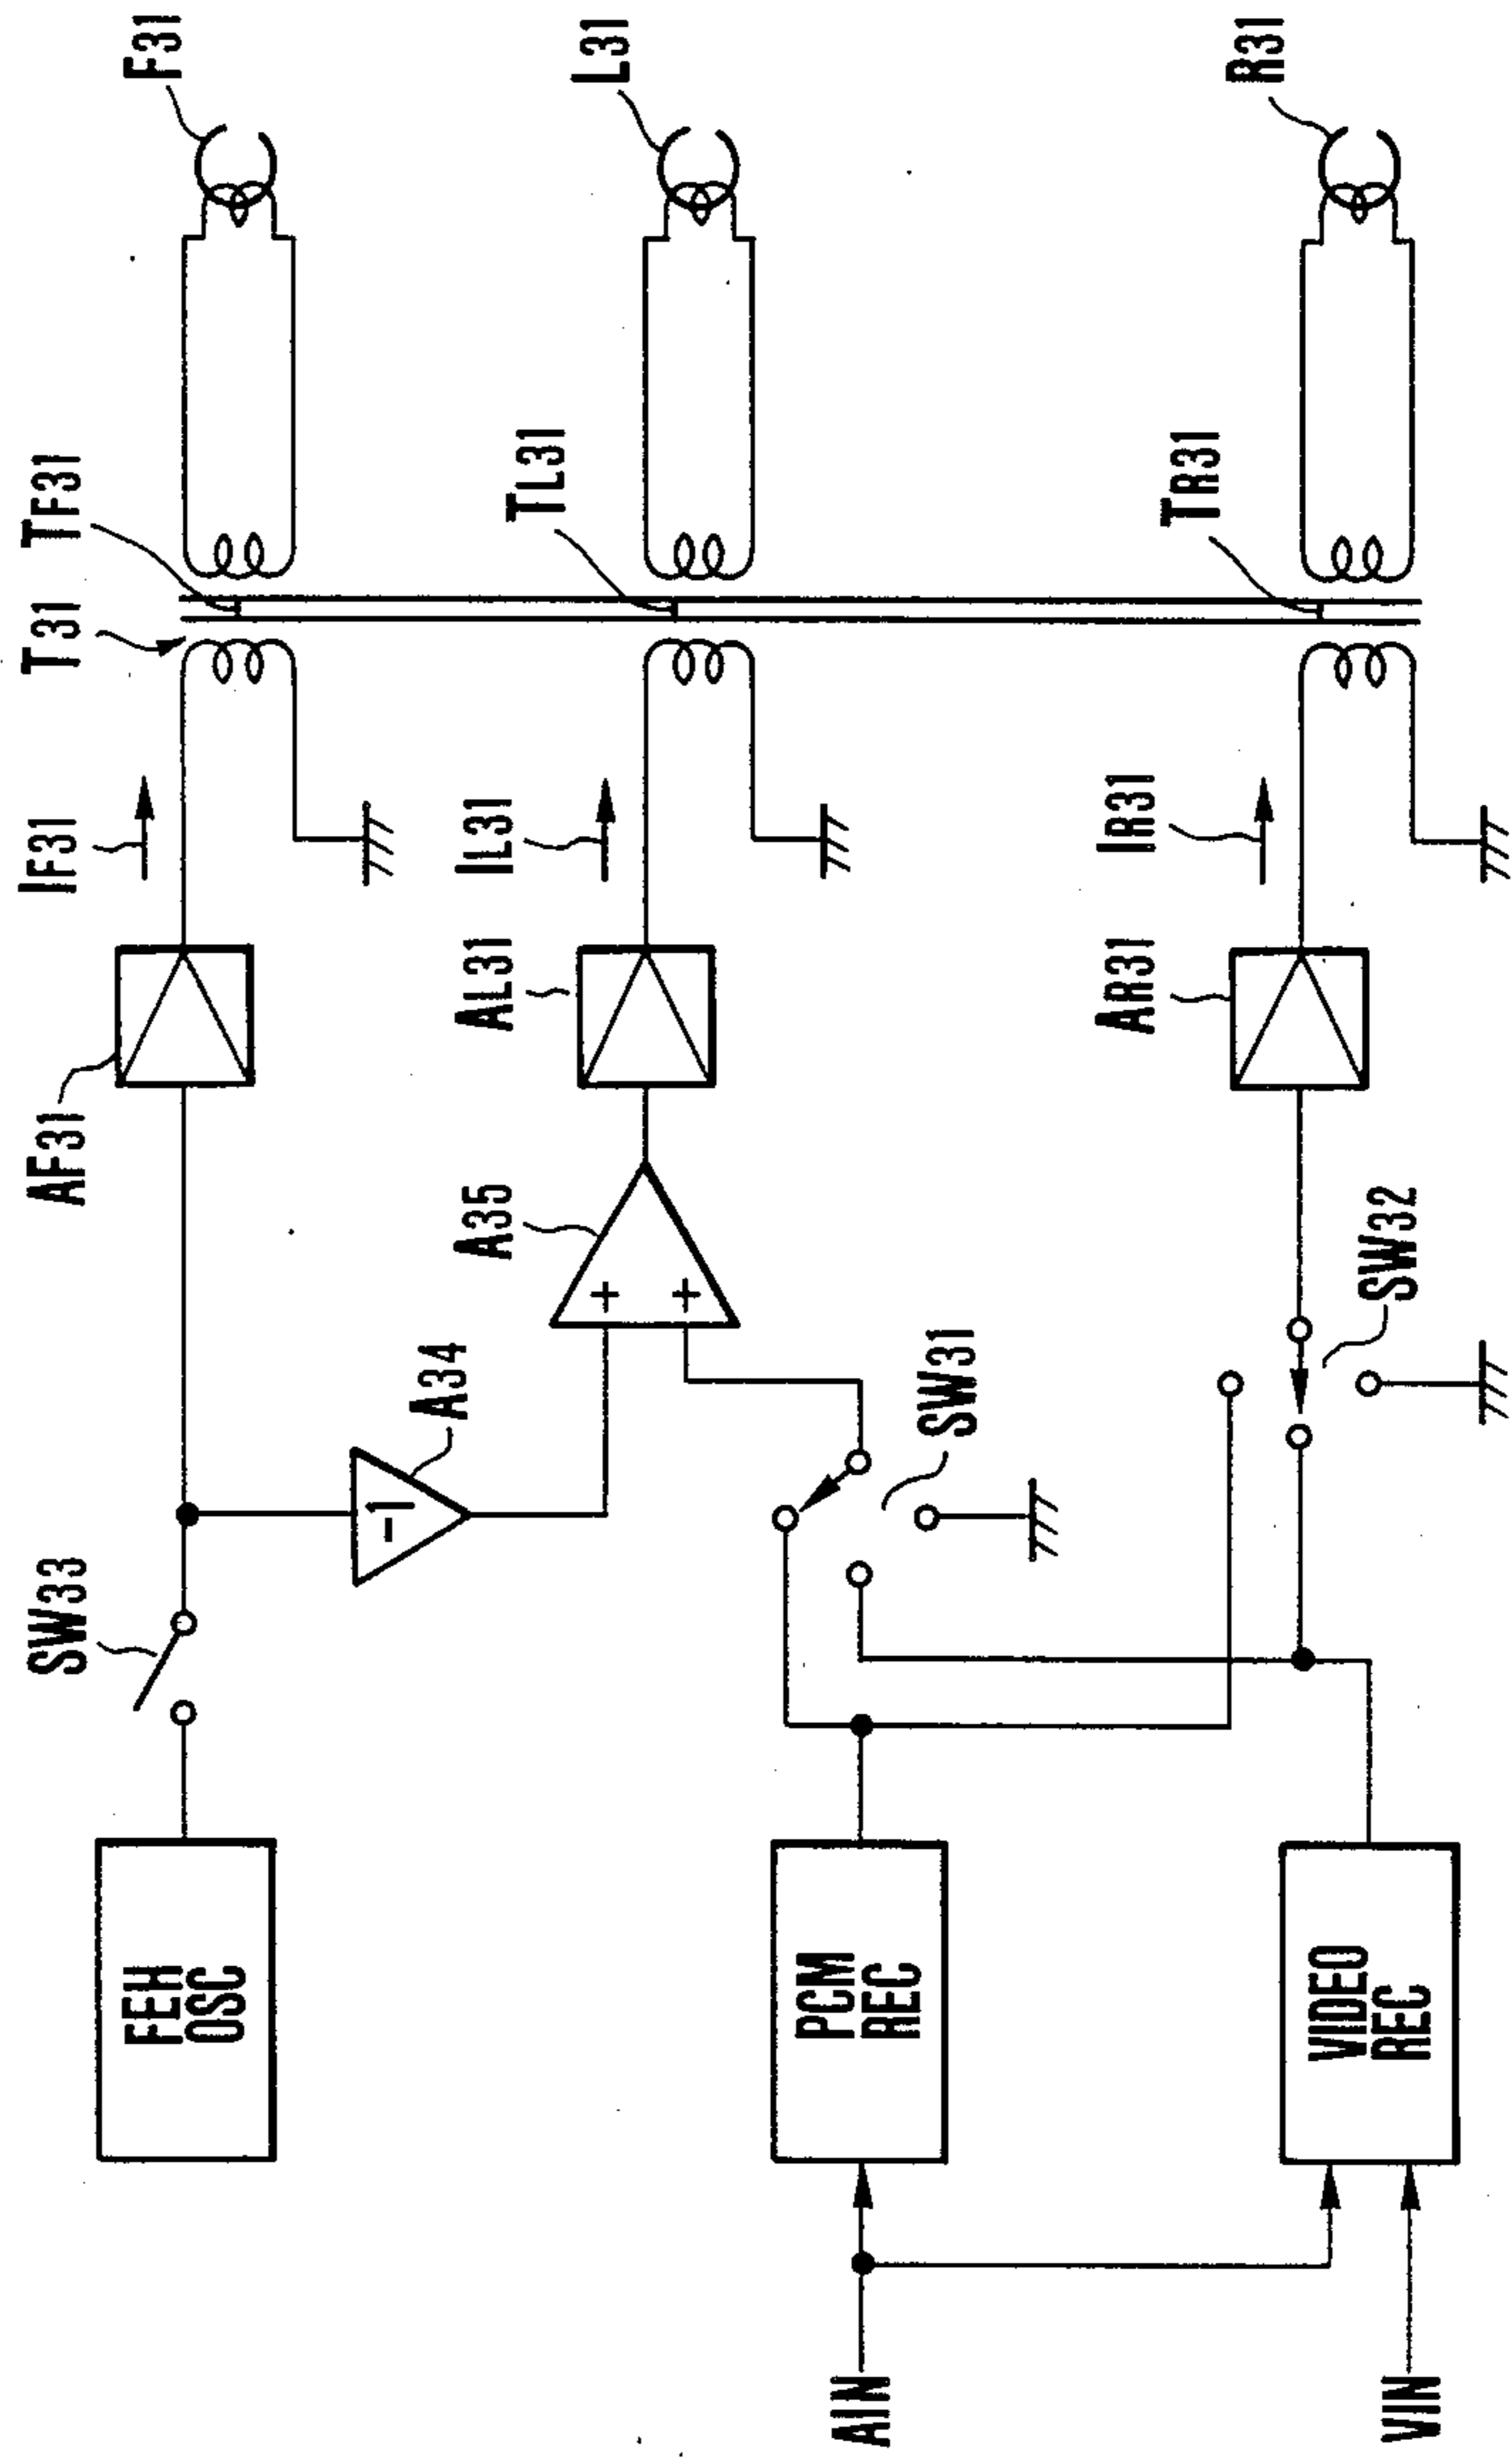 F31
L31
R31
TF31
T31
TL31
TR31
IF31
IL31
IR31
AF31
AL31
AR31
A35
+
+
A34
-1
SW33
SW31
SW32
FEH
OSC
PCM
REC
VIDEO
REC
AIN
VIN